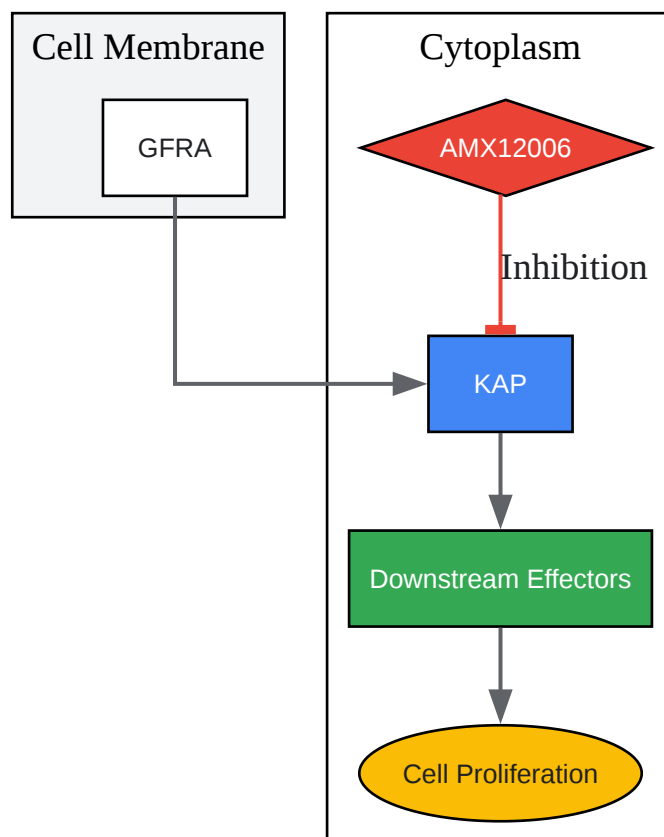 Cell Membrane
GFRA
Cytoplasm
AMX12006
Inhibition
KAP
Downstream Effectors
Cell Proliferation